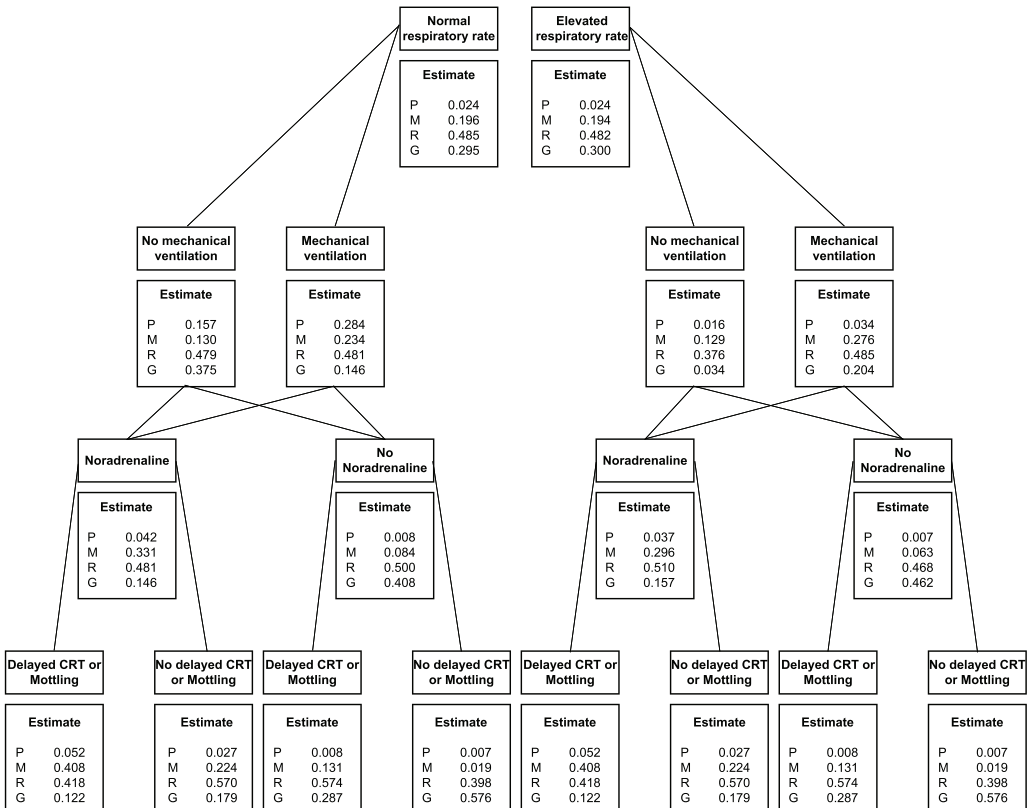 Normal
respiratory rate
Elevated
respiratory rate
Estimate
P 0.024
M 0.196
R 0.485
G 0.295
Estimate
P 0.024
M 0.194
R 0.482
G 0.300
No mechanical
ventilation
Mechanical
ventilation
No mechanical
ventilation
Mechanical
ventilation
Estimate
P 0.157
M 0.130
R 0.479
G 0.375
Estimate
P 0.284
M 0.234
R 0.481
G 0.146
Estimate
P 0.016
M 0.129
R 0.376
G 0.034
Estimate
P 0.034
M 0.276
R 0.485
G 0.204
Noradrenaline
No
Noradrenaline
Noradrenaline
No
Noradrenaline
Estimate
P 0.042
M 0.331
R 0.481
G 0.146
Estimate
P 0.008
M 0.084
R 0.500
G 0.408
Estimate
P 0.037
M 0.296
R 0.510
G 0.157
Estimate
P 0.007
M 0.063
R 0.468
G 0.462
Delayed CRT or
Mottling
No delayed CRT
or Mottling
Delayed CRT or
Mottling
No delayed CRT
or Mottling
Delayed CRT or
Mottling
No delayed CRT
or Mottling
Delayed CRT or
Mottling
No delayed CRT
or Mottling
Estimate
P 0.052
M 0.408
R 0.418
G 0.122
Estimate
P 0.027
M 0.224
R 0.570
G 0.179
Estimate
P 0.008
M 0.131
R 0.574
G 0.287
Estimate
P 0.007
M 0.019
R 0.398
G 0.576
Estimate
P 0.052
M 0.408
R 0.418
G 0.122
Estimate
P 0.027
M 0.224
R 0.570
G 0.179
Estimate
P 0.008
M 0.131
R 0.574
G 0.287
Estimate
P 0.007
M 0.019
R 0.398
G 0.576